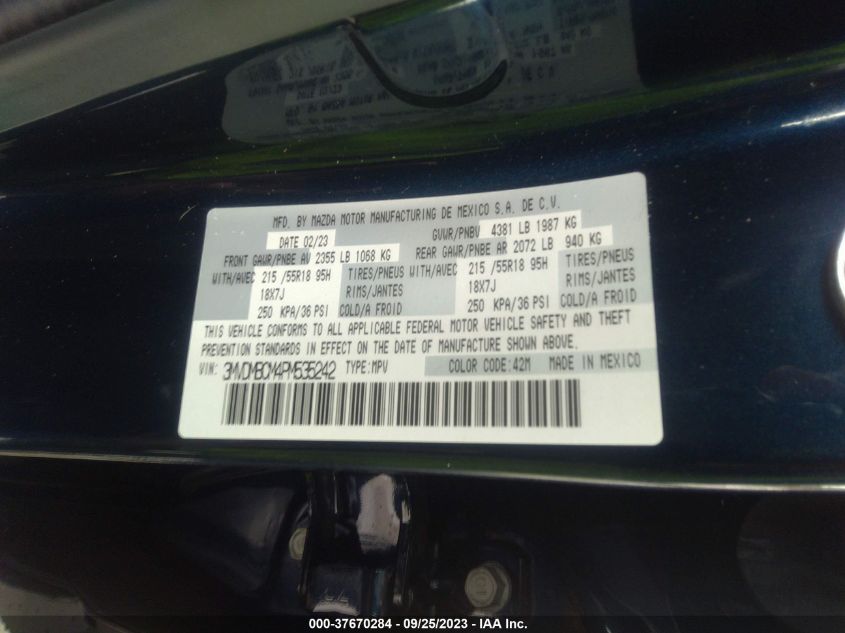 MFD. BY MAZDA MOTOR MANUFACTURING DE MEXICO S.A. DE C.V.
DATE 02/23 GVWR/PNBV 4381 LB 1987 KG
FRONT GAWR/PNBE AV 2355 LB 1068 KG REAR GAWR/PNBE AR 2072 LB 940 KG
WITH/AVEC 215 /55R18 95H TIRES/PNEUS WITH/AVEC 215 /55R18 95H TIRES/PNEUS
18X7J RIMS/JANTES 18X7J RIMS/JANTES
250 KPA/36 PSI COLD/A FROID 250 KPA/36 PSI COLD/A FROID
THIS VEHICLE CONFORMS TO ALL APPLICABLE FEDERAL MOTOR VEHICLE SAFETY AND THEFT
PREVENTION STANDARDS IN EFFECT ON THE DATE OF MANUFACTURE SHOWN ABOVE.
VIN: 3MVDMBCM4PM535242 TYPE:MPV COLOR CODE:42M MADE IN MEXICO
000-37670284 - 09/25/2023 - IAA Inc.